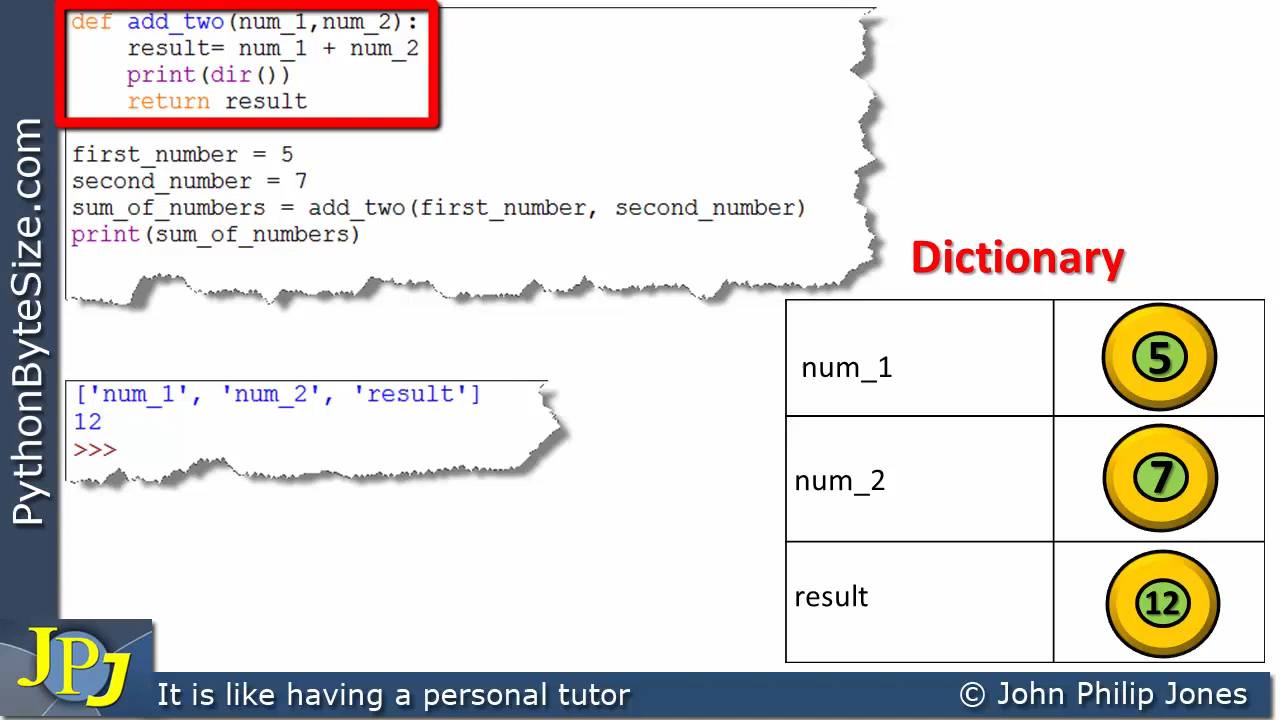 def add_two(num_1,num_2):
    result= num_1 + num_2
    print(dir())
    return result
first_number = 5
second_number = 7
sum_of_numbers = add_two(first_number, second_number)
print(sum_of_numbers)
['num_1', 'num_2', 'result']
12
>>>
Dictionary
num_1 5
num_2 7
result 12
PythonByteSize.com
JPJ
It is like having a personal tutor
© John Philip Jones